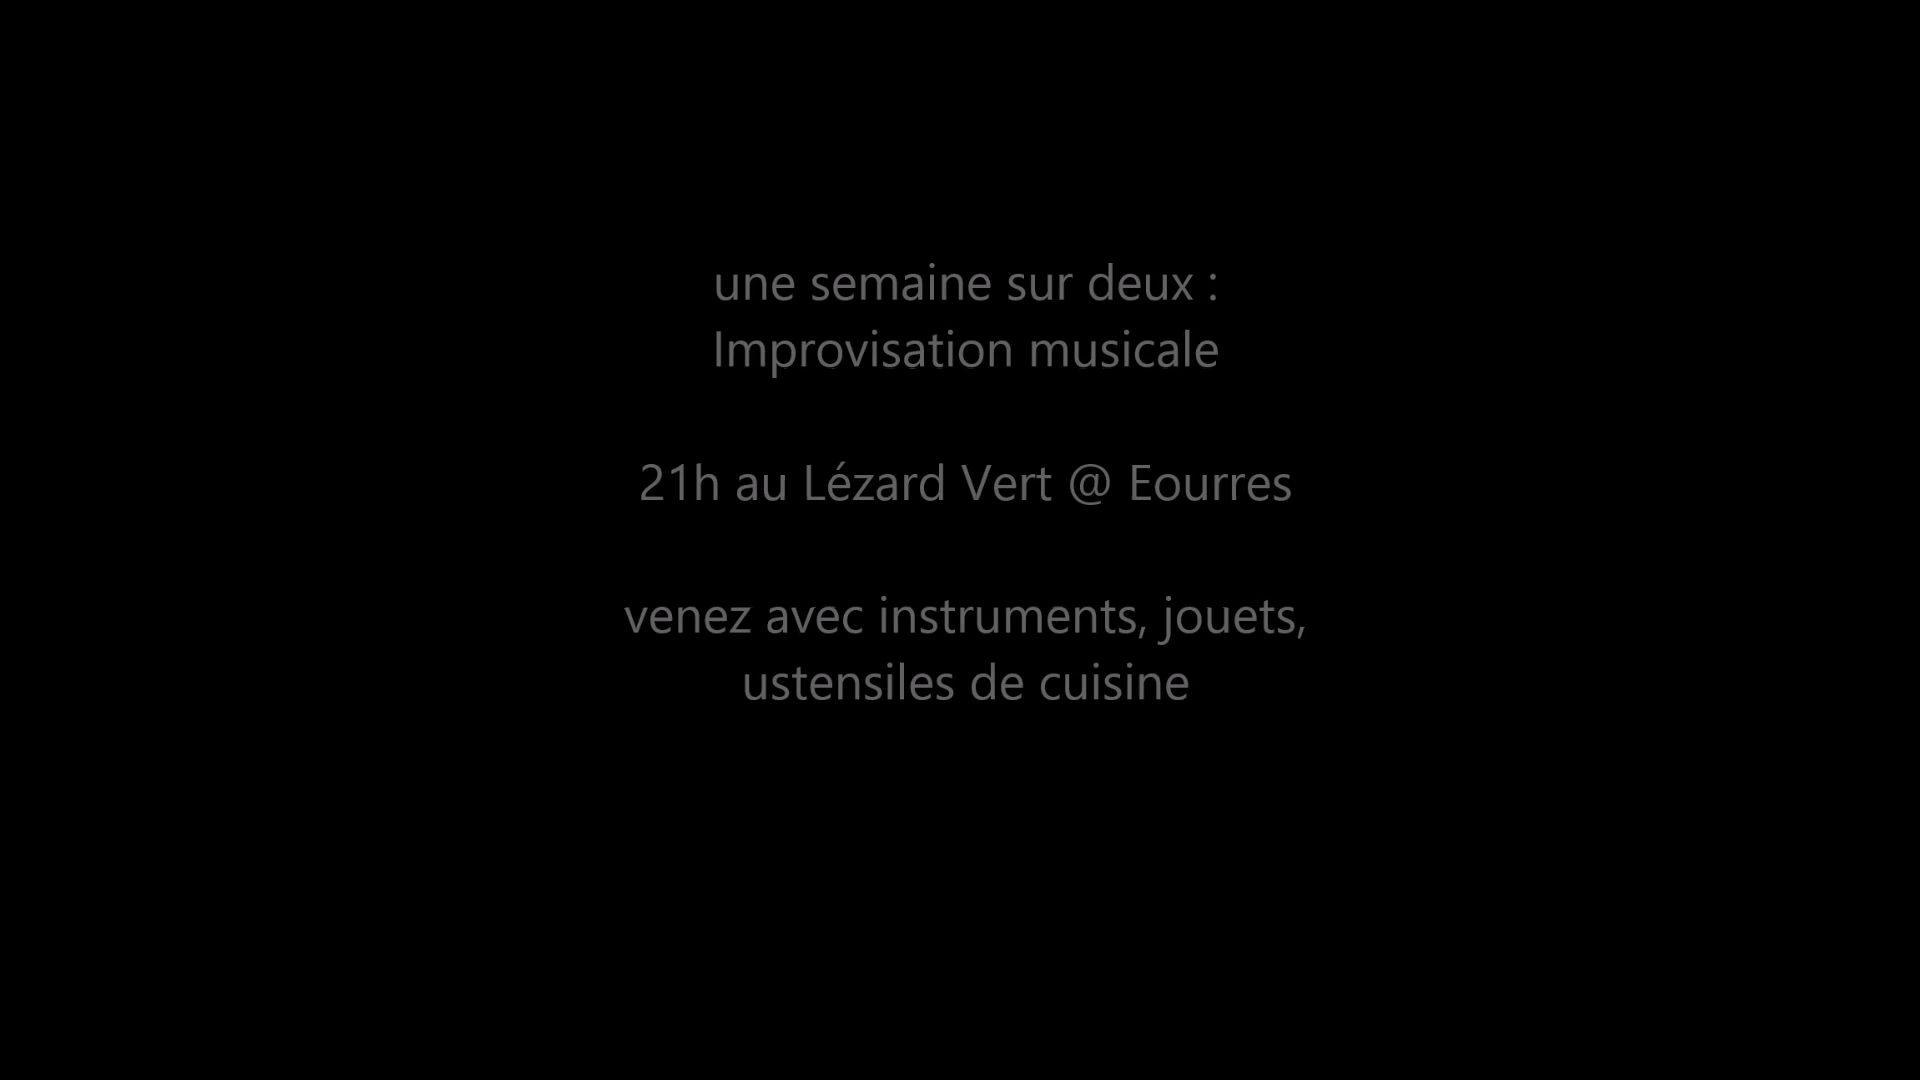 une semaine sur deux :
Improvisation musicale
21h au Lézard Vert @ Eourres
venez avec instruments, jouets,
ustensiles de cuisine